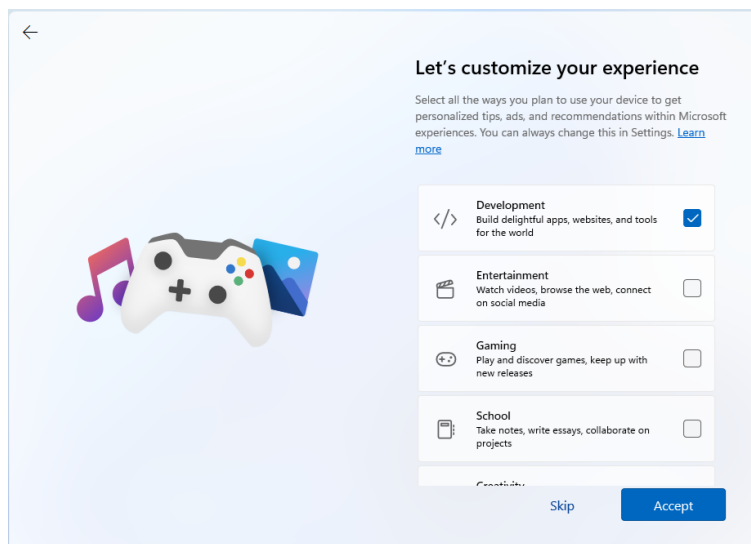 Let's customize your experience
Select all the ways you plan to use your device to get
personalized tips, ads, and recommendations within Microsoft
experiences. You can always change this in Settings. Learn
more
Development
Build delightful apps, websites, and tools
for the world
Entertainment
Watch videos, browse the web, connect
on social media
Gaming
Play and discover games, keep up with
new releases
School
Take notes, write essays, collaborate on
projects
Creativity
Skip
Accept